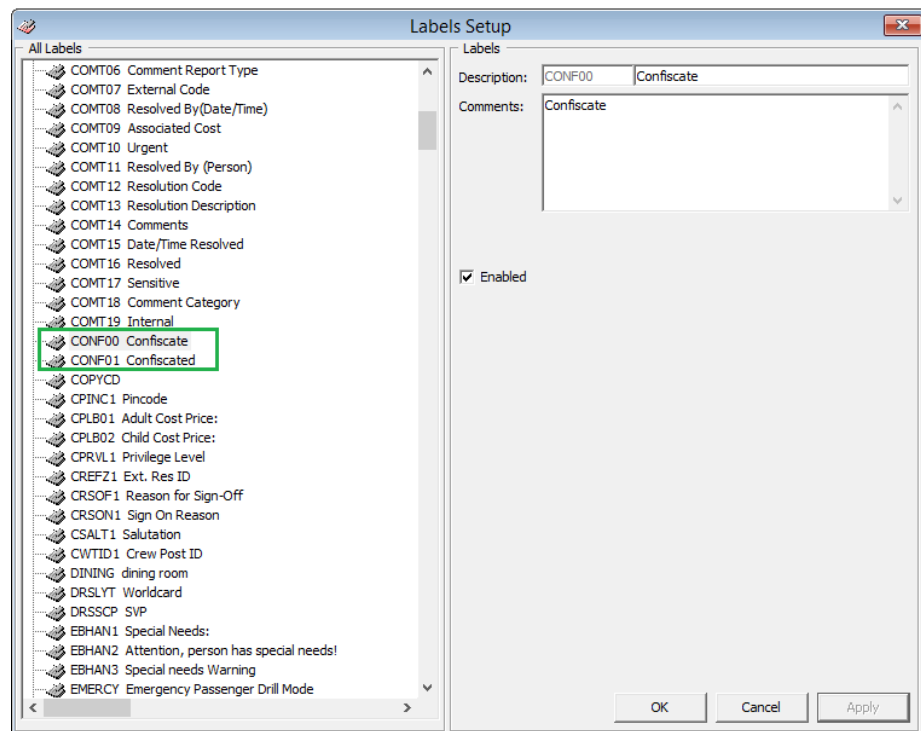 Labels Setup
All Labels
COMT06 Comment Report Type
COMT07 External Code
COMT08 Resolved By(Date/Time)
COMT09 Associated Cost
COMT10 Urgent
COMT11 Resolved By (Person)
COMT12 Resolution Code
COMT13 Resolution Description
COMT14 Comments
COMT15 Date/Time Resolved
COMT16 Resolved
COMT17 Sensitive
COMT18 Comment Category
COMT19 Internal
CONF00 Confiscate
CONF01 Confiscated
COPYCD
CPINC1 Pincode
CPLB01 Adult Cost Price:
CPLB02 Child Cost Price:
CPRVL1 Privilege Level
CREFZ1 Ext. Res ID
CRSOF1 Reason for Sign-Off
CRSON1 Sign On Reason
CSALT1 Salutation
CWTID1 Crew Post ID
DINING dining room
DRSLYT Worldcard
DRSSCP SVP
EBHAN1 Special Needs:
EBHAN2 Attention, person has special needs!
EBHAN3 Special needs Warning
EMERCY Emergency Passenger Drill Mode
Labels
Description: CONF00 Confiscate
Comments: Confiscate
Enabled
OK Cancel Apply